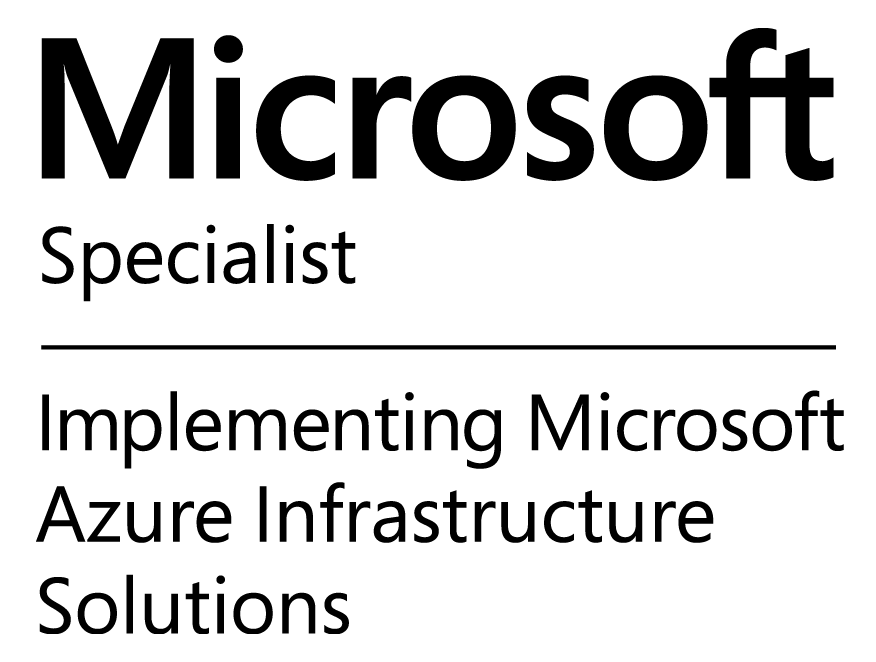 Microsoft
Specialist
Implementing Microsoft
Azure Infrastructure
Solutions